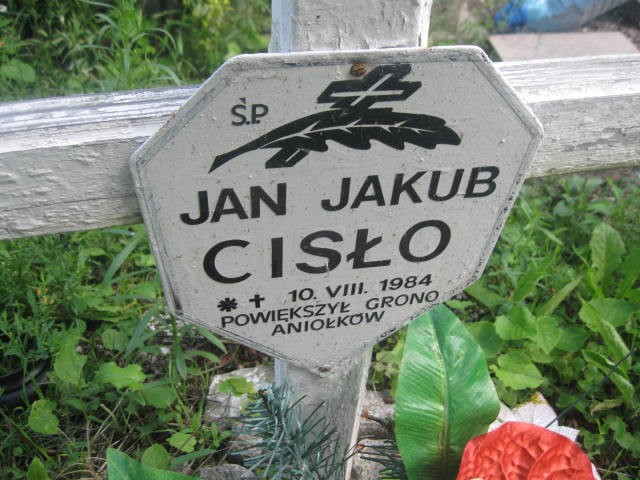 Ś.P.
JAN JAKUB
CISŁO
* † 10. VIII. 1984
POWIĘKSZYŁ GRONO
ANIOŁKÓW